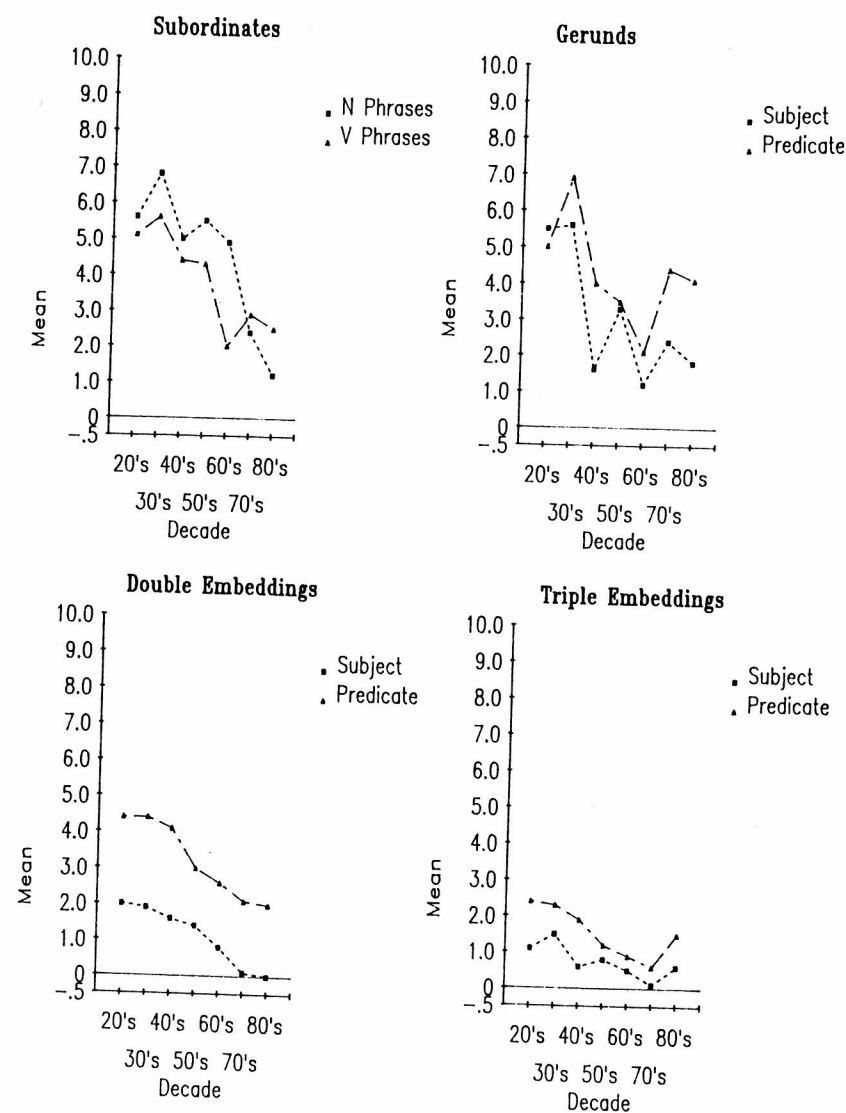 Subordinates
10.0
9.0
8.0
7.0
6.0
5.0
4.0
3.0
2.0
1.0
0
-.5
Mean
N Phrases
V Phrases
20's 40's 60's 80's
30's 50's 70's
Decade
Gerunds
10.0
9.0
8.0
7.0
6.0
5.0
4.0
3.0
2.0
1.0
0
-.5
Mean
Subject
Predicate
20's 40's 60's 80's
30's 50's 70's
Decade
Double Embeddings
10.0
9.0
8.0
7.0
6.0
5.0
4.0
3.0
2.0
1.0
0
-.5
Mean
Subject
Predicate
20's 40's 60's 80's
30's 50's 70's
Decade
Triple Embeddings
10.0
9.0
8.0
7.0
6.0
5.0
4.0
3.0
2.0
1.0
0
-.5
Mean
Subject
Predicate
20's 40's 60's 80's
30's 50's 70's
Decade